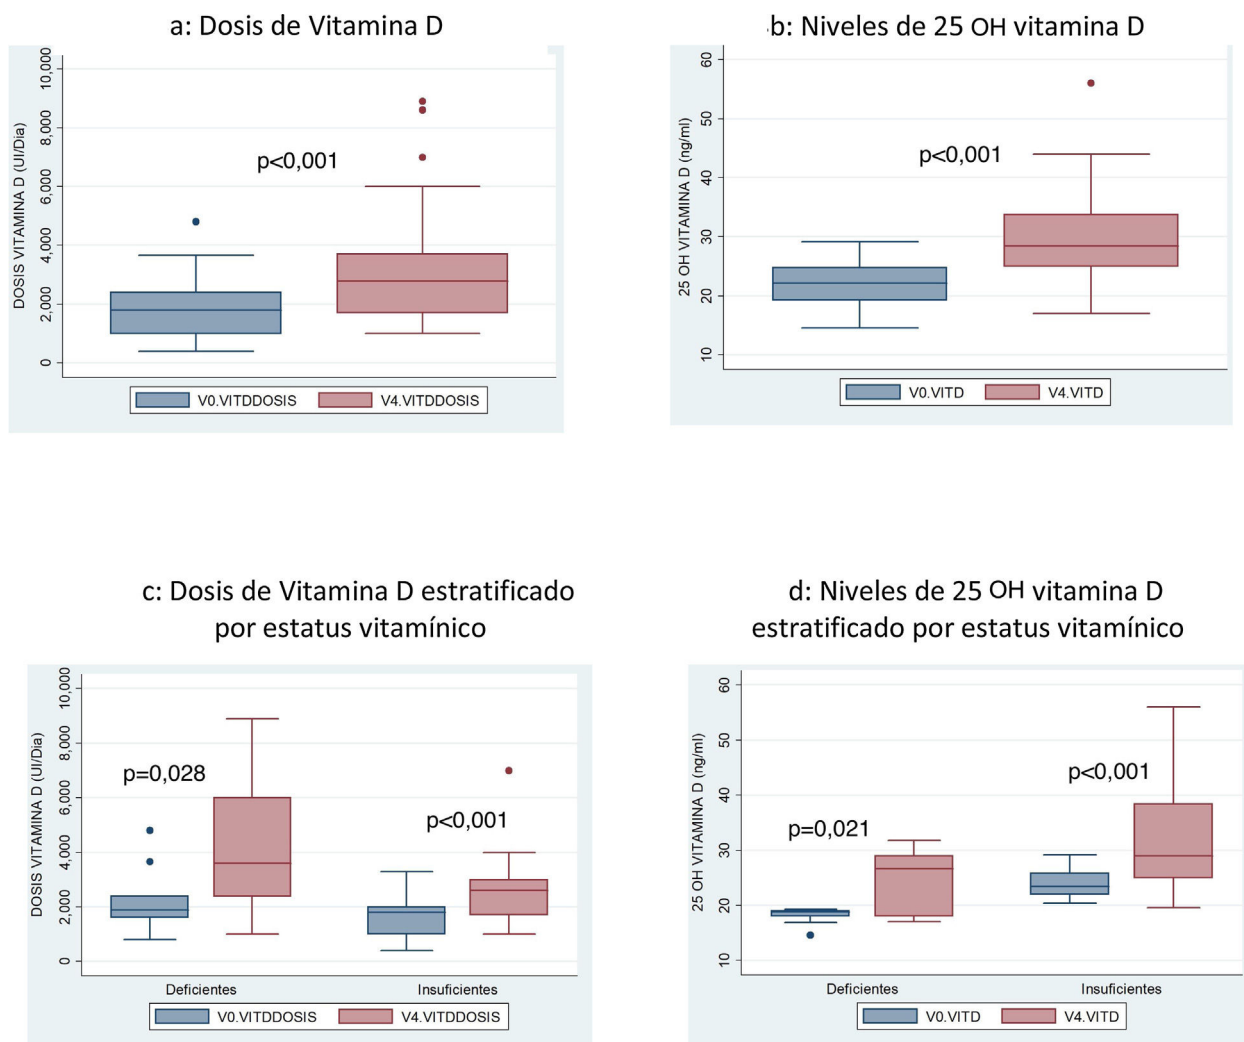 a: Dosis de Vitamina D
DOSIS VITAMINA D (UI/Dia)
10,000
8,000
6,000
4,000
2,000
0
p<0,001
V0.VITDDOSIS
V4.VITDDOSIS
b: Niveles de 25 OH vitamina D
25 OH VITAMINA D (ng/ml)
60
50
40
30
20
10
p<0,001
V0.VITD
V4.VITD
c: Dosis de Vitamina D estratificado
por estatus vitamínico
DOSIS VITAMINA D (UI/Dia)
10,000
8,000
6,000
4,000
2,000
0
p=0,028
p<0,001
Deficientes
Insuficientes
V0.VITDDOSIS
V4.VITDDOSIS
d: Niveles de 25 OH vitamina D
estratificado por estatus vitamínico
25 OH VITAMINA D (ng/ml)
60
50
40
30
20
10
p=0,021
p<0,001
Deficientes
Insuficientes
V0.VITD
V4.VITD